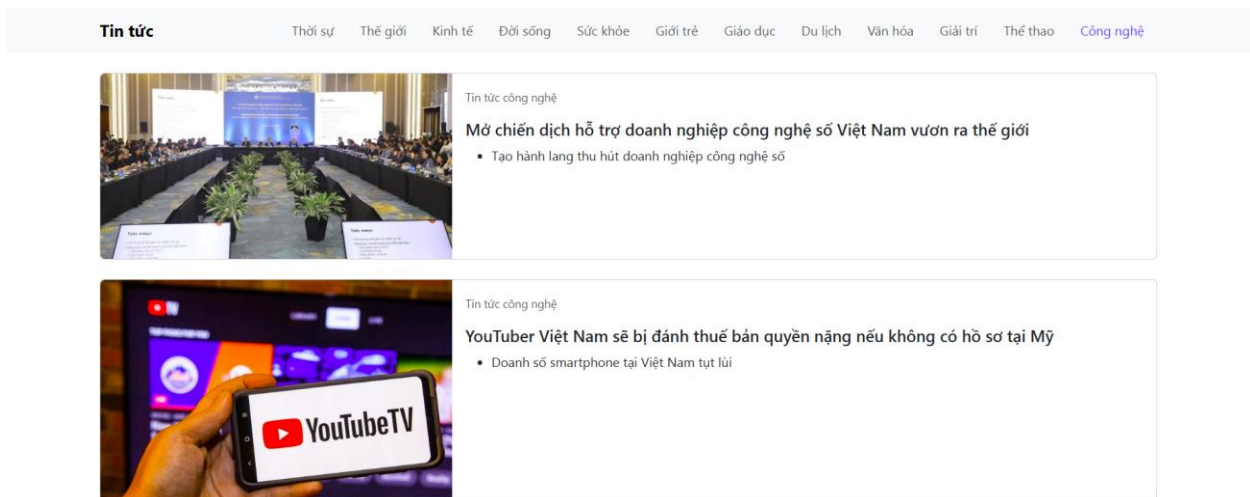 Tin tức
Thời sự Thế giới Kinh tế Đời sống Sức khỏe Giới trẻ Giáo dục Du lịch Văn hóa Giải trí Thể thao Công nghệ
Tin tức công nghệ
Mở chiến dịch hỗ trợ doanh nghiệp công nghệ số Việt Nam vươn ra thế giới
Tạo hành lang thu hút doanh nghiệp công nghệ số
Tin tức công nghệ
YouTuber Việt Nam sẽ bị đánh thuế bản quyền nặng nếu không có hồ sơ tại Mỹ
Doanh số smartphone tại Việt Nam tụt lùi
TV
LIBRARY
LIVE
YouTubeTV